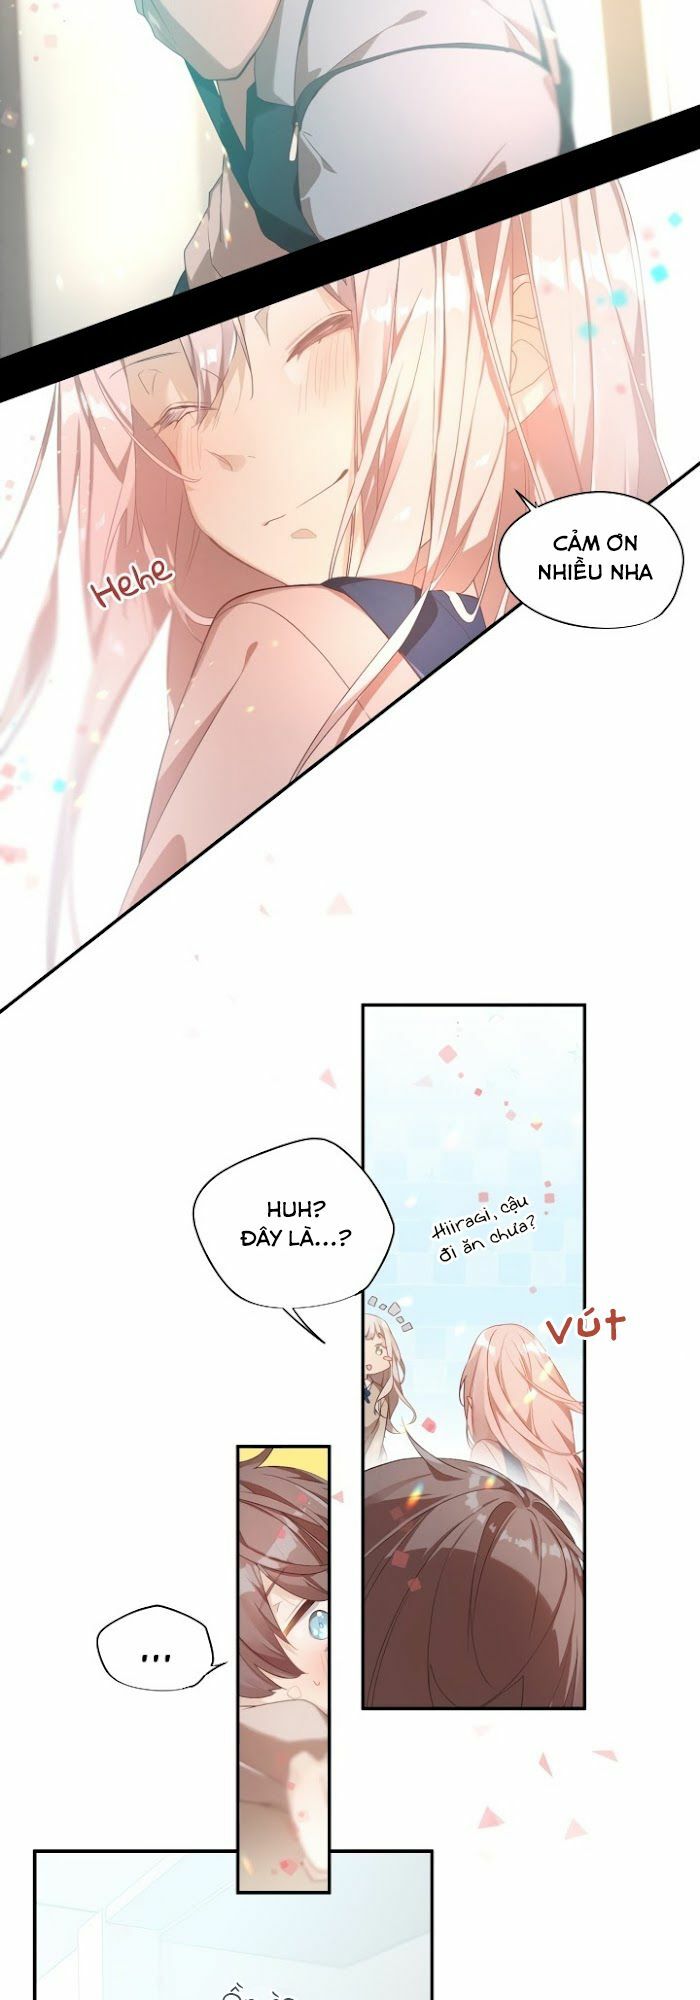 CẢM ƠN
NHIỀU NHA
Hehe
HUH?
ĐÂY LÀ...?
Hiiragi, cậu
đi ăn chưa?
VÚT
...